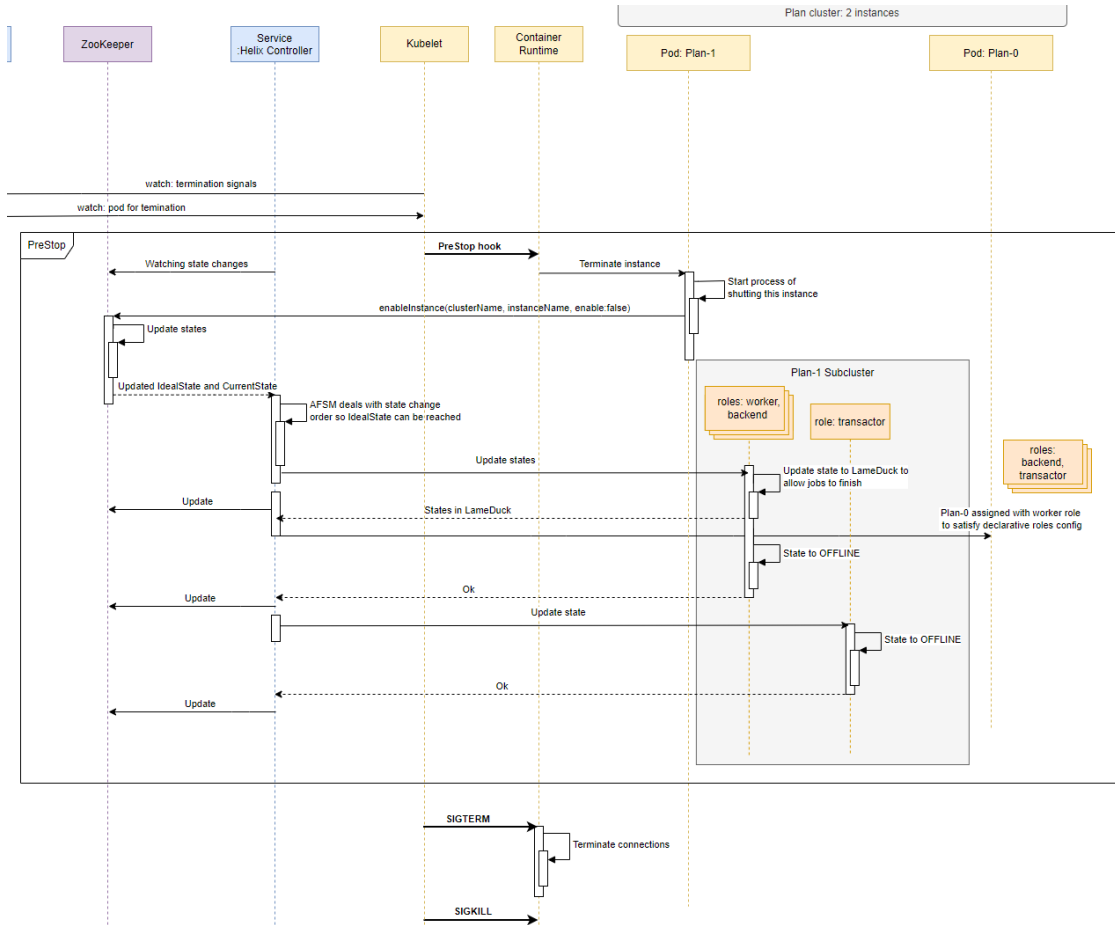 Plan cluster: 2 instances
ZooKeeper
Service
:Helix Controller
Kubelet
Container
Runtime
Pod: Plan-1
Pod: Plan-0
watch: termination signals
watch: pod for temination
PreStop
PreStop hook
Watching state changes
Terminate instance
Start process of
shutting this instance
enableInstance(clusterName, instanceName, enable:false)
Update states
Plan-1 Subcluster
Updated IdealState and CurrentState
roles: worker,
backend
role: transactor
AFSM deals with state change
order so IdealState can be reached
roles:
backend,
transactor
Update states
Update state to LameDuck to
allow jobs to finish
Update
States in LameDuck
Plan-0 assigned with worker role
to satisfy declarative roles config
State to OFFLINE
Ok
Update
Update state
State to OFFLINE
Ok
Update
SIGTERM
Terminate connections
SIGKILL